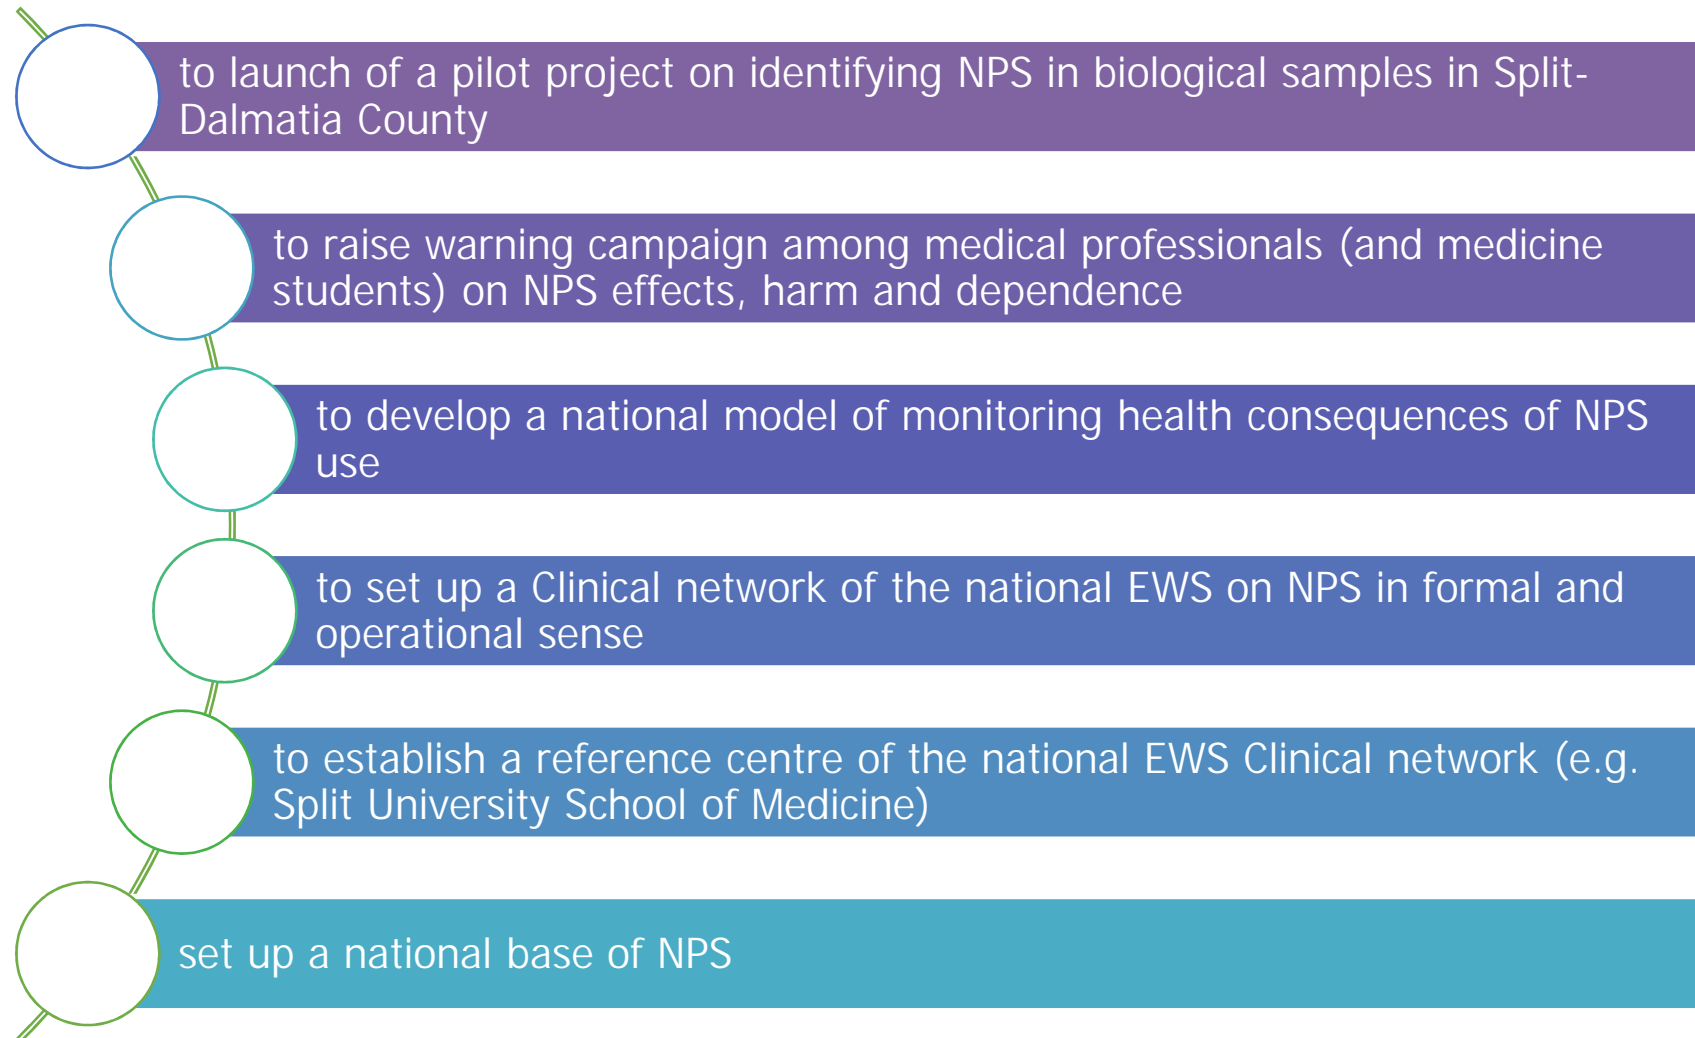 to launch of a pilot project on identifying NPS in biological samples in Split-
Dalmatia County
to raise warning campaign among medical professionals (and medicine
students) on NPS effects, harm and dependence
to develop a national model of monitoring health consequences of NPS
use
to set up a Clinical network of the national EWS on NPS in formal and
operational sense
to establish a reference centre of the national EWS Clinical network (e.g.
Split University School of Medicine)
set up a national base of NPS